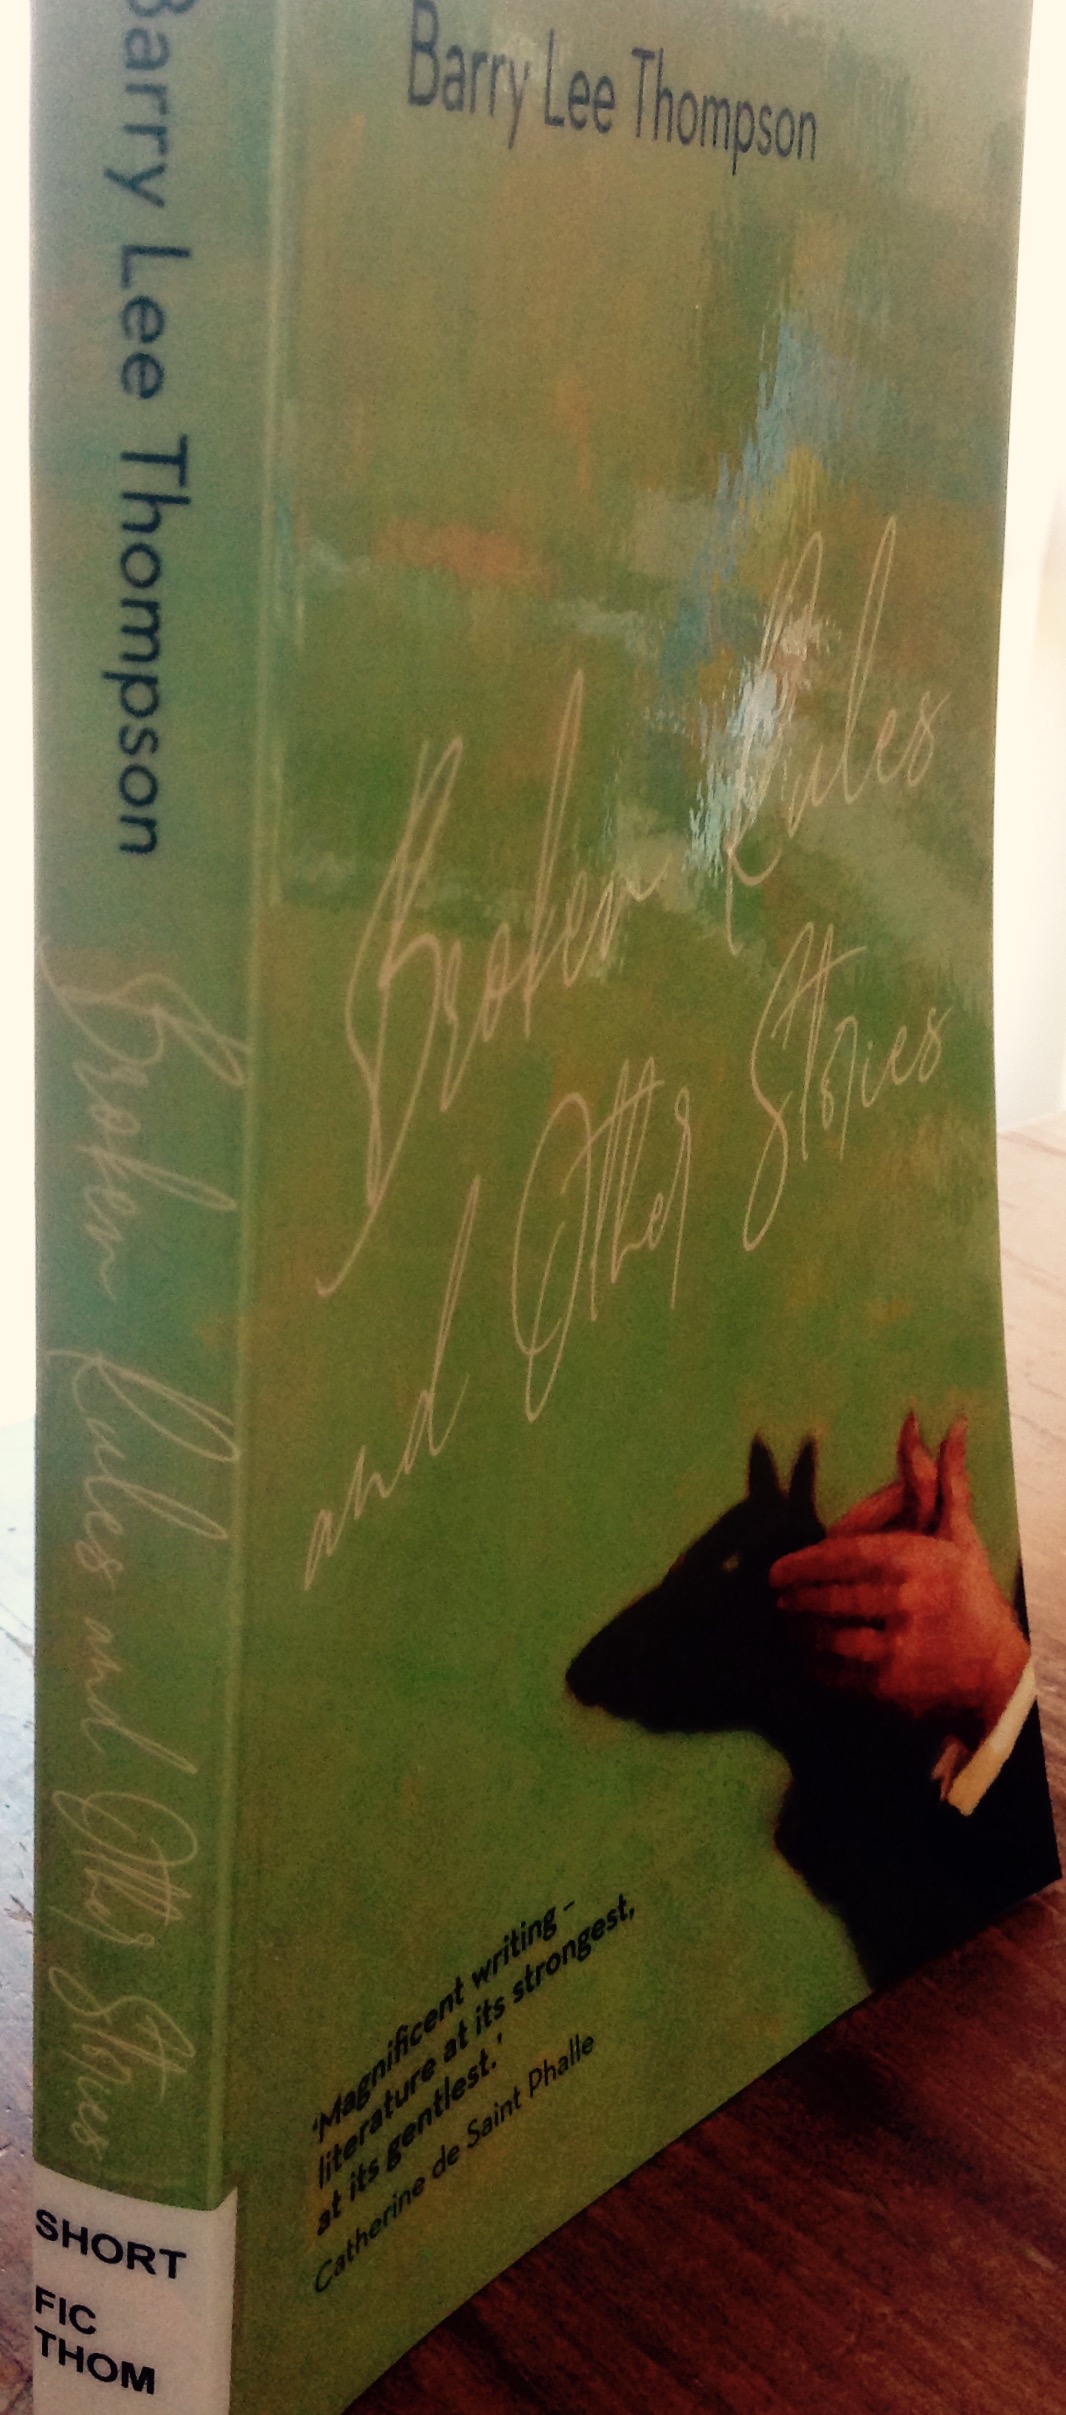 Barry Lee Thompson
Broken Rules and Other Stories
SHORT
FIC
THOM
Barry Lee Thompson
Broken Rules
and Other Stories
'Magnificent writing –
literature at its strongest,
at its gentlest.'
Catherine de Saint Phalle